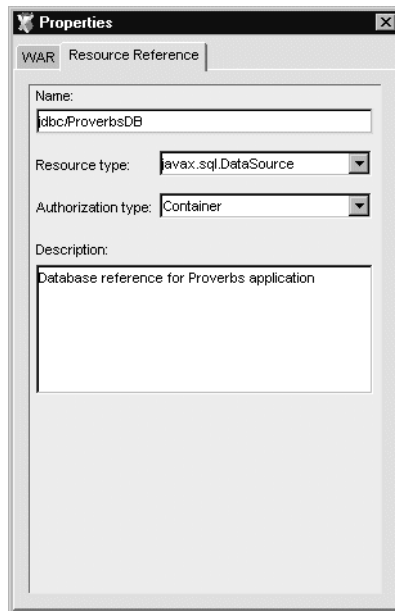 Properties
WAR Resource Reference
Name:
jdbc/ProverbsDB
Resource type: javax.sql.DataSource
Authorization type: Container
Description:
Database reference for Proverbs application